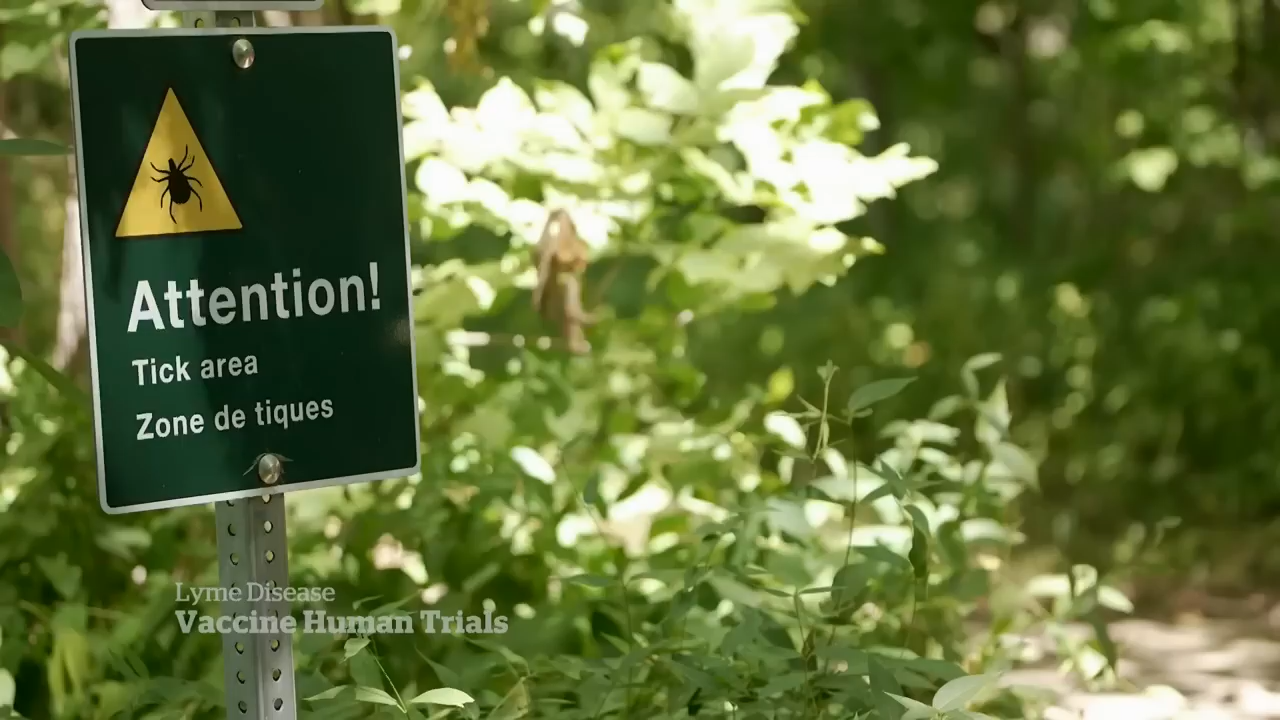 Attention!
Tick area
Zone de tiques
Lyme Disease
Vaccine Human Trials